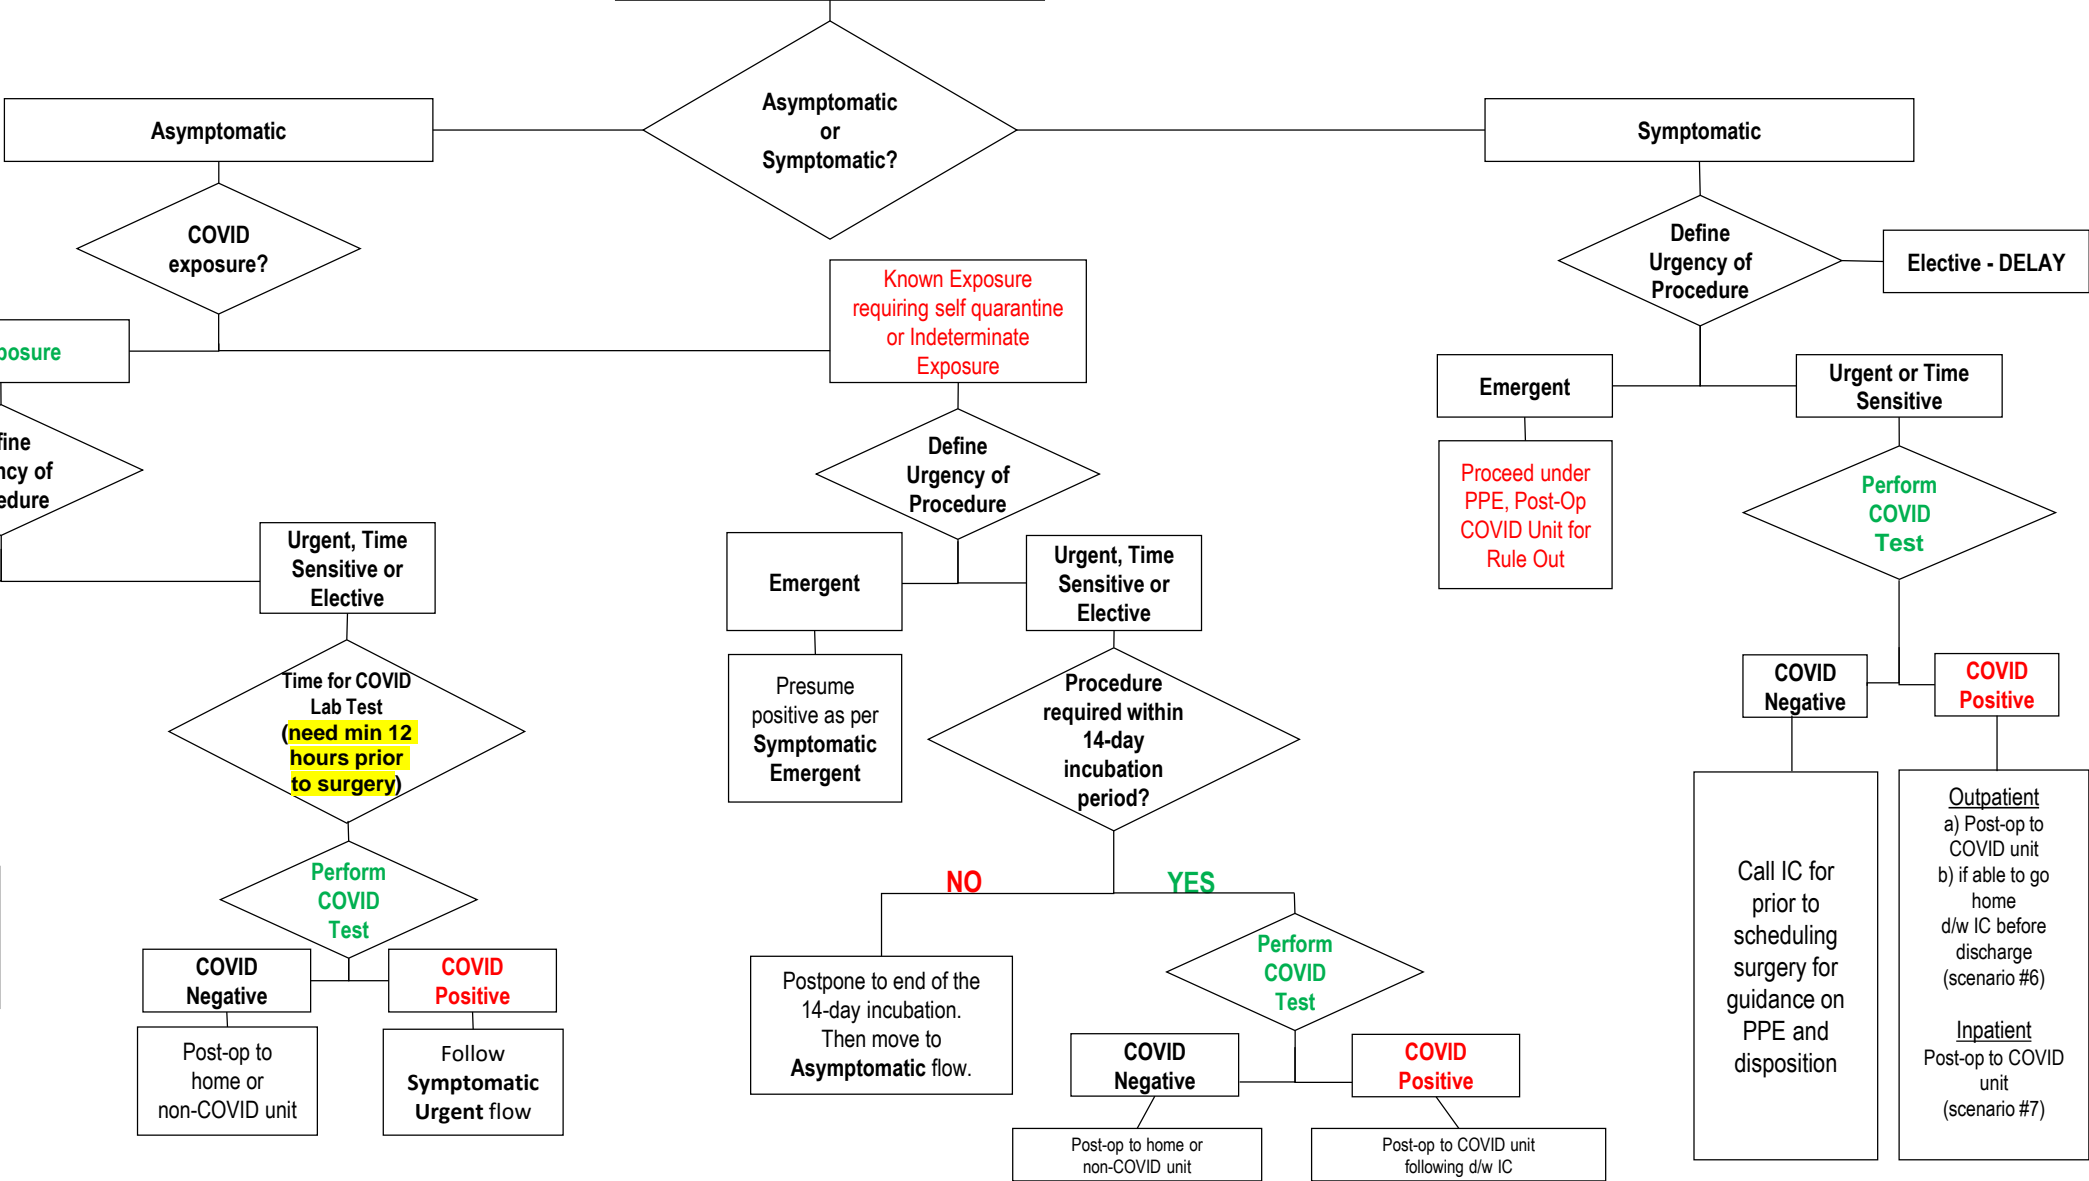 Asymptomatic
or
Symptomatic?
Asymptomatic
Symptomatic
COVID
exposure?
Define
Urgency of
Procedure
Elective - DELAY
Known Exposure
requiring self quarantine
or Indeterminate
Exposure
Emergent
Urgent or Time
Sensitive
Define
Urgency of
Procedure
Proceed under
PPE, Post-Op
COVID Unit for
Rule Out
Perform
COVID
Test
Urgent, Time
Sensitive or
Elective
Emergent
Urgent, Time
Sensitive or
Elective
Time for COVID
Lab Test
(need min 12
hours prior
to surgery)
Presume
positive as per
Symptomatic
Emergent
Procedure
required within
14-day
incubation
period?
COVID
Negative
COVID
Positive
Perform
COVID
Test
NO
YES
Call IC for
prior to
scheduling
surgery for
guidance on
PPE and
disposition
Outpatient
a) Post-op to
COVID unit
b) if able to go
home
d/w IC before
discharge
(scenario #6)
Inpatient
Post-op to COVID
unit
(scenario #7)
COVID
Negative
COVID
Positive
Postpone to end of the
14-day incubation.
Then move to
Asymptomatic flow.
Perform
COVID
Test
Post-op to
home or
non-COVID unit
Follow
Symptomatic
Urgent flow
COVID
Negative
COVID
Positive
Post-op to home or
non-COVID unit
Post-op to COVID unit
following d/w IC